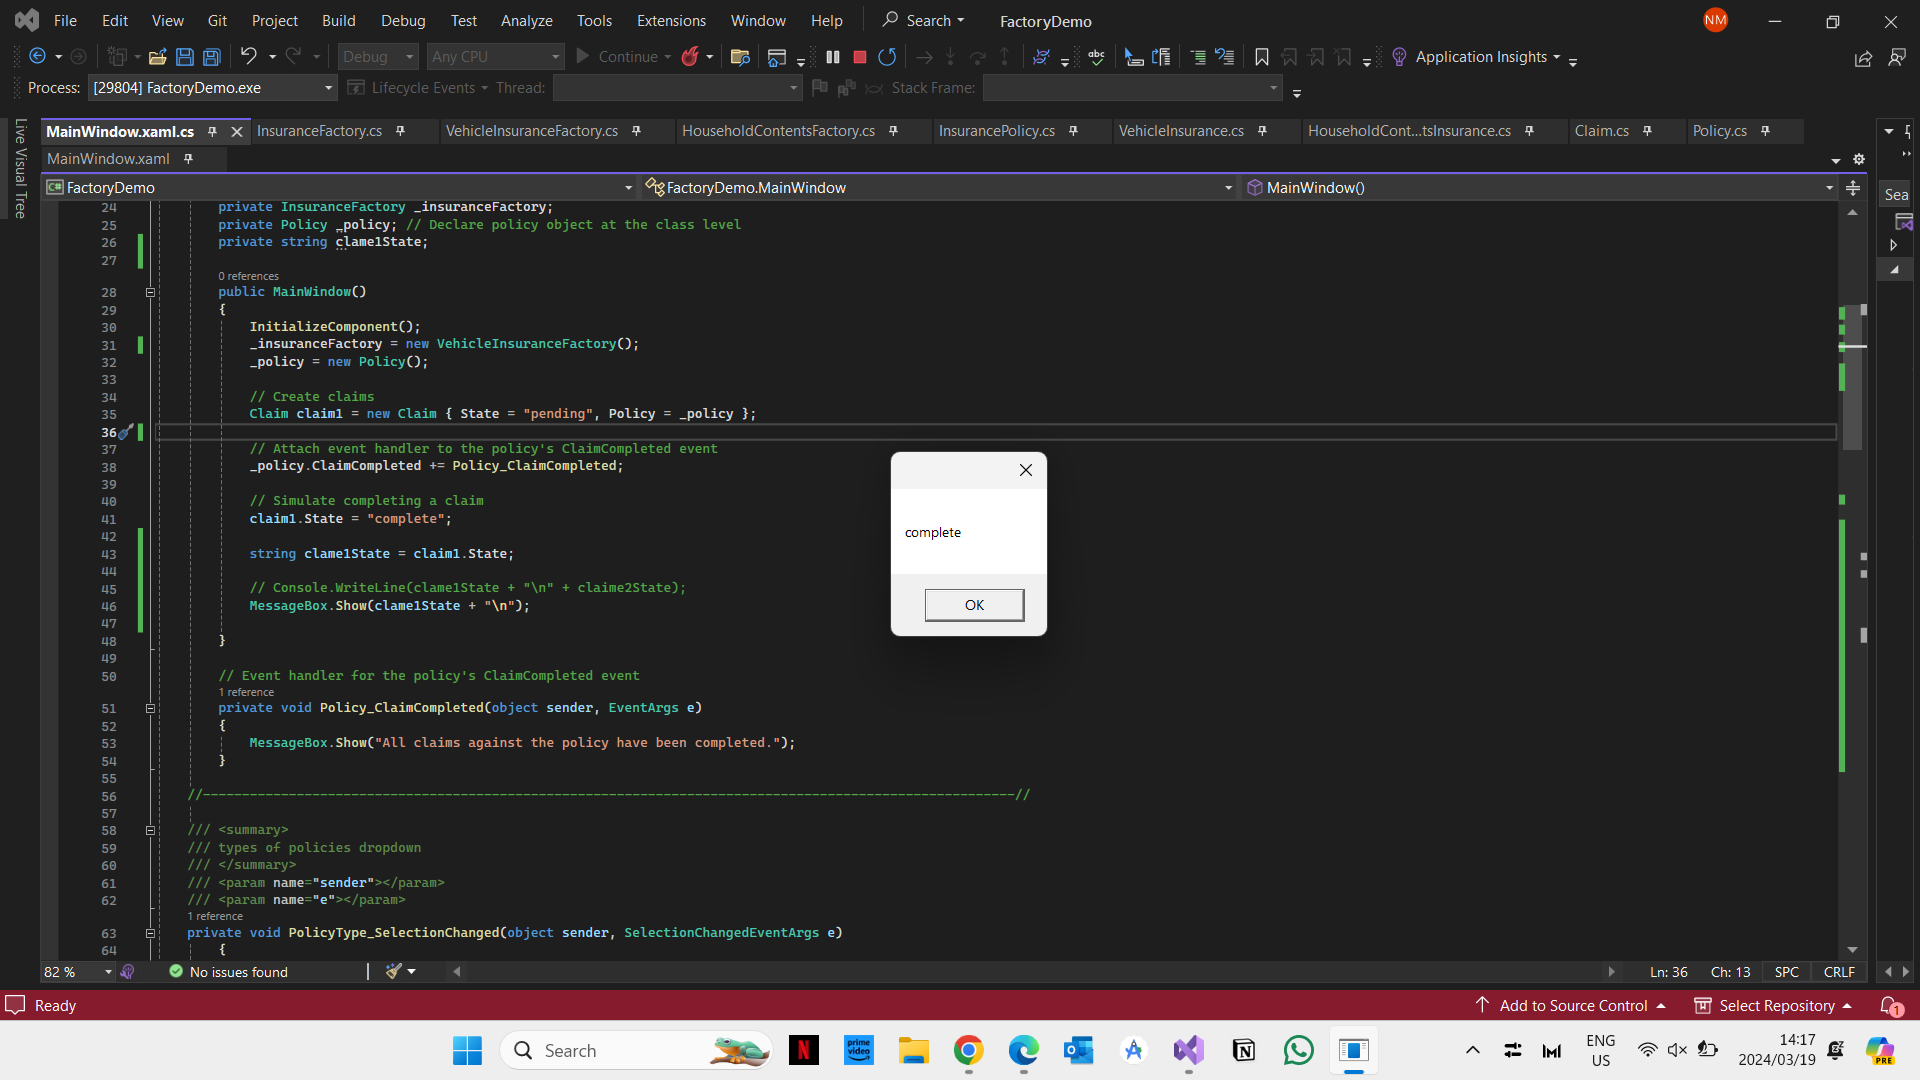 File Edit View Git Project Build Debug Test Analyze Tools Extensions Window Help Search FactoryDemo NM
Debug Any CPU Continue abc Application Insights
Process: [29804] FactoryDemo.exe Lifecycle Events Thread: Stack Frame:
Live Visual Tree
MainWindow.xaml.cs InsuranceFactory.cs VehicleInsuranceFactory.cs HouseholdContentsFactory.cs InsurancePolicy.cs VehicleInsurance.cs HouseholdCont...tsInsurance.cs Claim.cs Policy.cs
MainWindow.xaml
C# FactoryDemo FactoryDemo.MainWindow MainWindow()
Sea
24 private InsuranceFactory _insuranceFactory;
25 private Policy _policy; // Declare policy object at the class level
26 private string clame1State;
27
0 references
28 public MainWindow()
29 {
30 InitializeComponent();
31 _insuranceFactory = new VehicleInsuranceFactory();
32 _policy = new Policy();
33
34 // Create claims
35 Claim claim1 = new Claim { State = "pending", Policy = _policy };
36
37 // Attach event handler to the policy's ClaimCompleted event
38 _policy.ClaimCompleted += Policy_ClaimCompleted;
39
40 // Simulate completing a claim
41 claim1.State = "complete";
42
43 string clame1State = claim1.State;
44
45 // Console.WriteLine(clame1State + "\n" + claime2State);
46 MessageBox.Show(clame1State + "\n");
47
48 }
49
50 // Event handler for the policy's ClaimCompleted event
1 reference
51 private void Policy_ClaimCompleted(object sender, EventArgs e)
52 {
53 MessageBox.Show("All claims against the policy have been completed.");
54 }
55
56 //--------------------------------------------------------------------------------------------------------//
57
58 /// <summary>
59 /// types of policies dropdown
60 /// </summary>
61 /// <param name="sender"></param>
62 /// <param name="e"></param>
1 reference
63 private void PolicyType_SelectionChanged(object sender, SelectionChangedEventArgs e)
64 {
complete
OK
82 % No issues found Ln: 36 Ch: 13 SPC CRLF
Ready Add to Source Control Select Repository 1
Search N prime video ENG US 14:17 2024/03/19 PRE